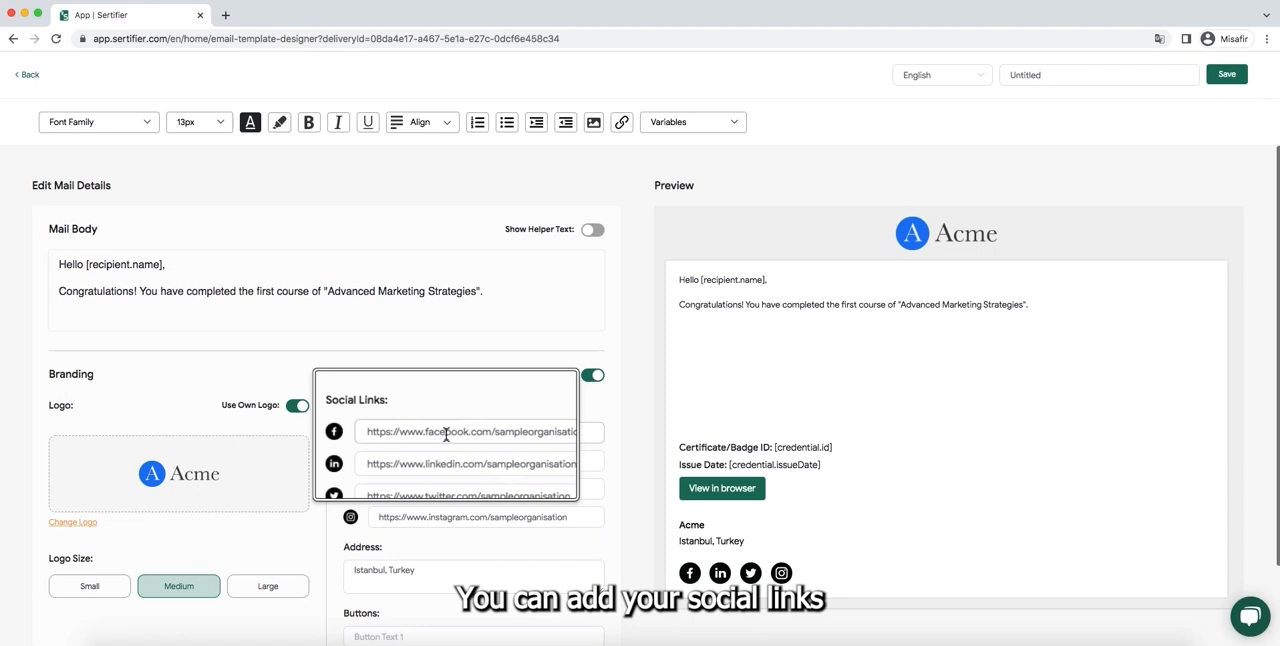 App | Sertifier
app.sertifier.com/en/home/email-template-designer?deliveryId=08da4e17-a467-5e1a-e27c-0dcf6e458c34
Misafir
< Back
English
Untitled
Save
Font Family
13px
A
B
I
U
Align
Variables
Edit Mail Details
Mail Body
Show Helper Text:
Hello [recipient.name],
Congratulations! You have completed the first course of "Advanced Marketing Strategies".
Branding
Logo:
Use Own Logo:
A Acme
Change Logo
Logo Size:
Small
Medium
Large
Social Links:
https://www.facebook.com/sampleorganisatio
https://www.linkedin.com/sampleorganisation
https://www.twitter.com/sampleorganisation
https://www.instagram.com/sampleorganisation
Address:
Istanbul, Turkey
Buttons:
Button Text 1
Preview
A Acme
Hello [recipient.name],
Congratulations! You have completed the first course of "Advanced Marketing Strategies".
Certificate/Badge ID: [credential.id]
Issue Date: [credential.issueDate]
View in browser
Acme
Istanbul, Turkey
You can add your social links